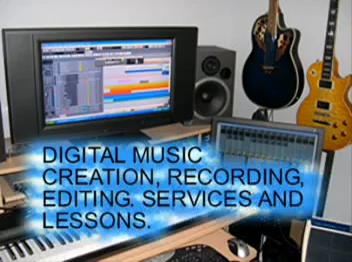 DIGITAL MUSIC
CREATION, RECORDING,
EDITING. SERVICES AND
LESSONS.